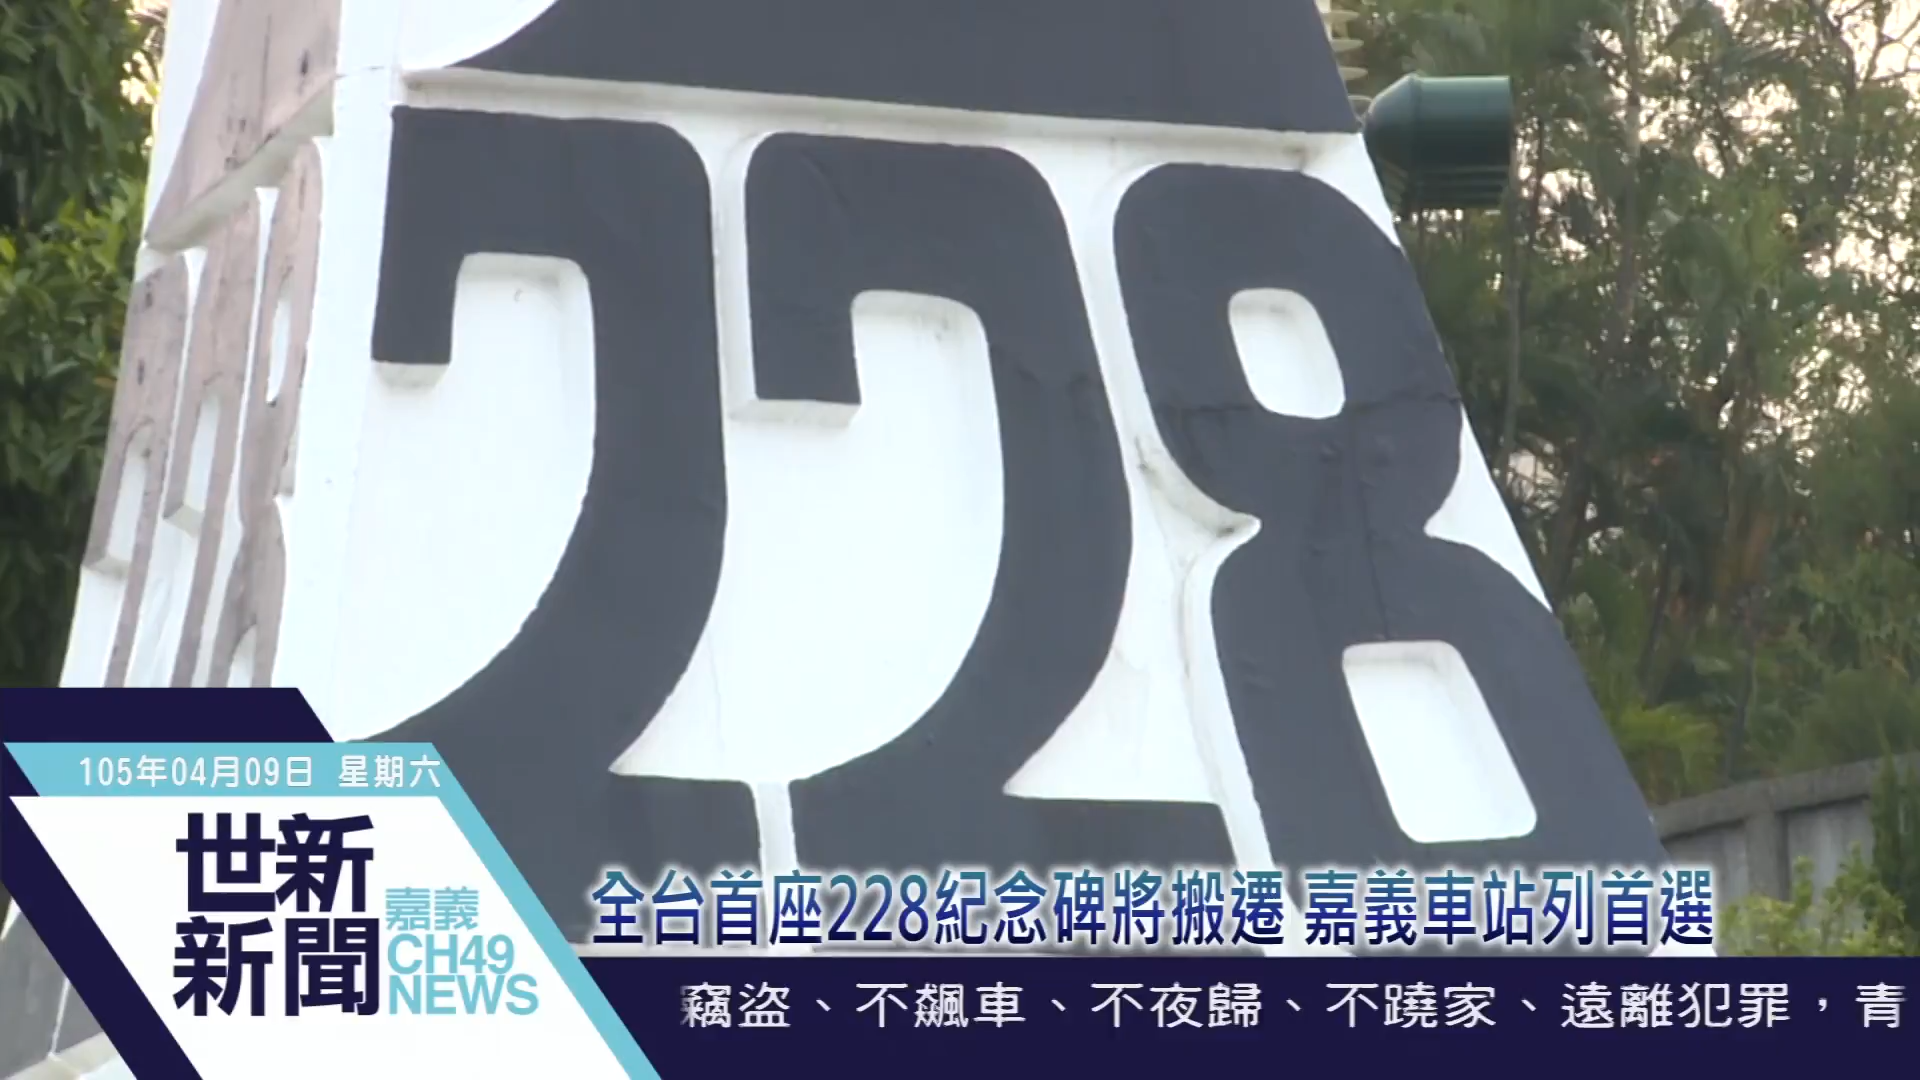 228
105年04月09日 星期六
世新
新聞
嘉義
CH49
NEWS
全台首座228紀念碑將搬遷 嘉義車站列首選
竊盜、不飆車、不夜歸、不蹺家、遠離犯罪，青